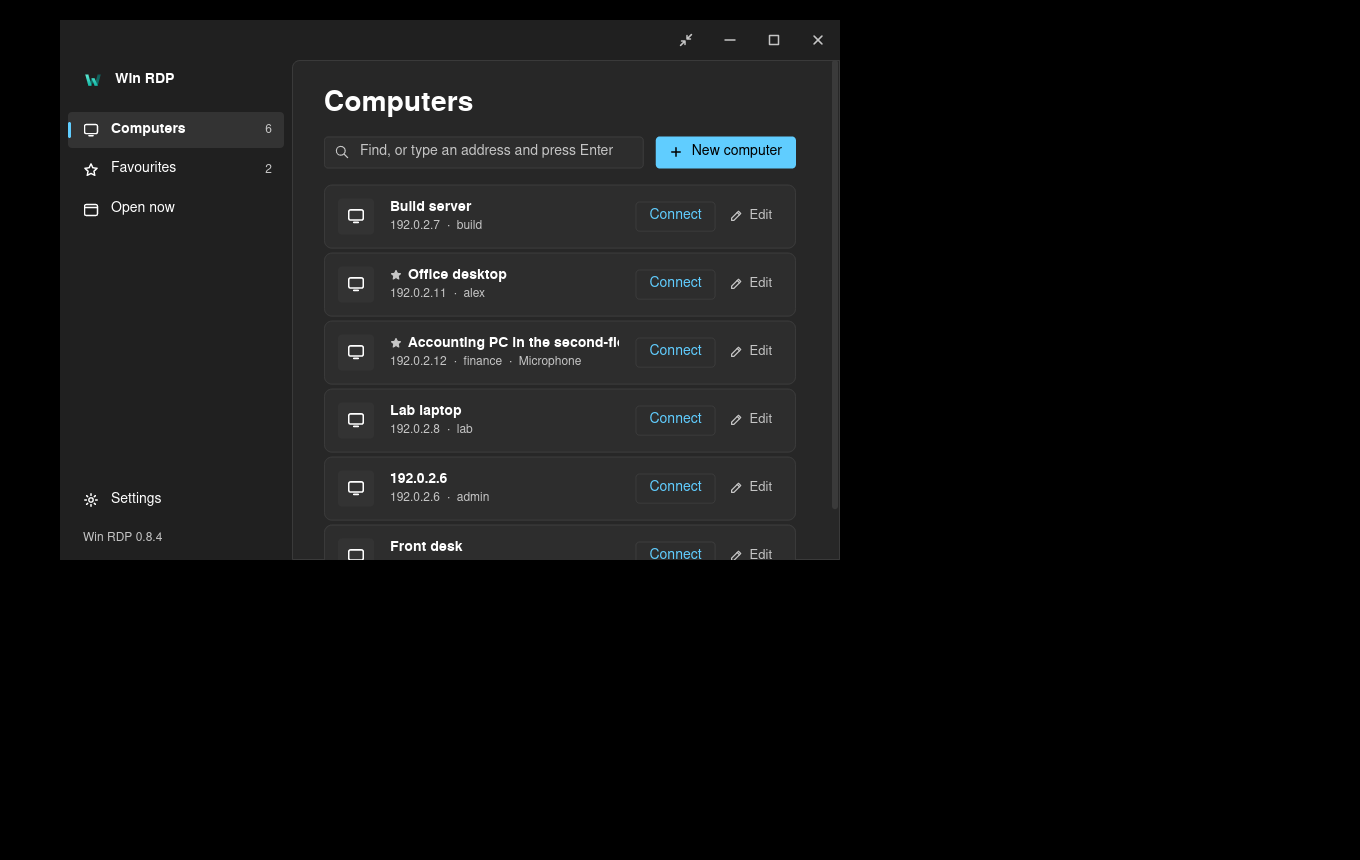 Win RDP
Computers 6
Favourites 2
Open now
Settings
Win RDP 0.8.4
Computers
Find, or type an address and press Enter
New computer
Build server
192.0.2.7 · build
Connect
Edit
Office desktop
192.0.2.11 · alex
Connect
Edit
Accounting PC in the second-fl
192.0.2.12 · finance · Microphone
Connect
Edit
Lab laptop
192.0.2.8 · lab
Connect
Edit
192.0.2.6
192.0.2.6 · admin
Connect
Edit
Front desk
Connect
Edit